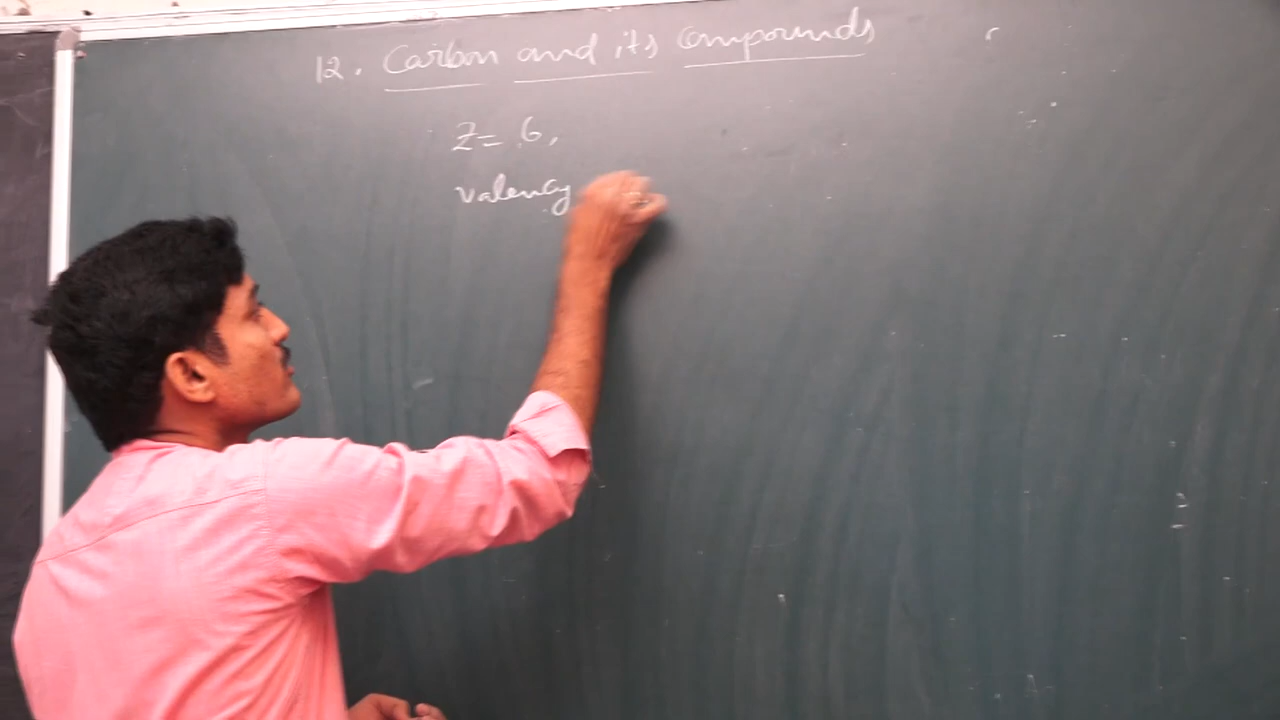 12. Carbon and its compounds
Z = 6,
valency